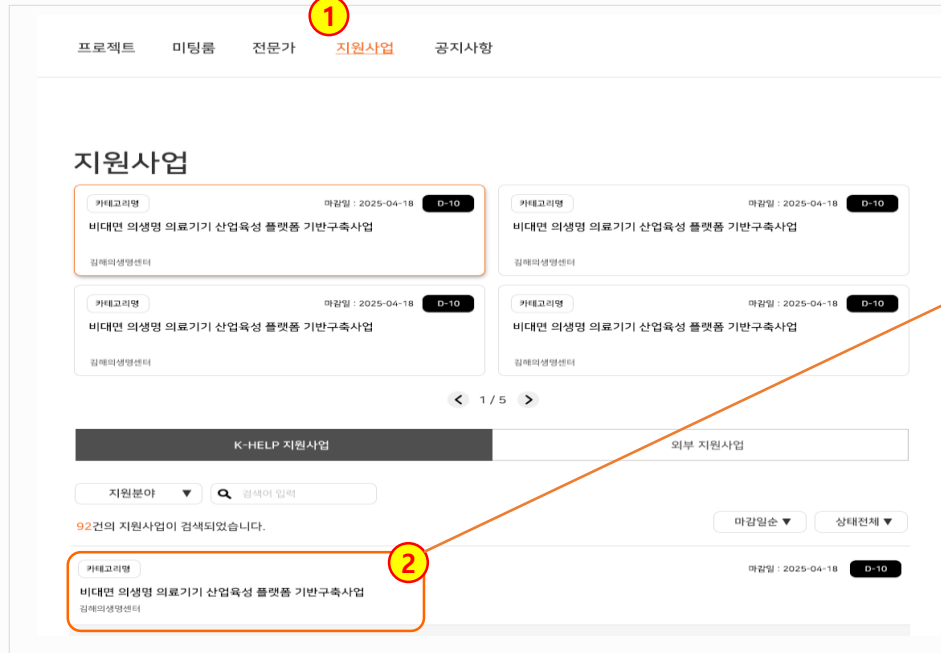 1
프로젝트 미팅룸 전문가 지원사업 공지사항
지원사업
카테고리명 마감일 : 2025-04-18 D-10
비대면 의생명 의료기기 산업육성 플랫폼 기반구축사업
김해의생명센터
카테고리명 마감일 : 2025-04-18 D-10
비대면 의생명 의료기기 산업육성 플랫폼 기반구축사업
김해의생명센터
카테고리명 마감일 : 2025-04-18 D-10
비대면 의생명 의료기기 산업육성 플랫폼 기반구축사업
김해의생명센터
카테고리명 마감일 : 2025-04-18 D-10
비대면 의생명 의료기기 산업육성 플랫폼 기반구축사업
김해의생명센터
< 1 / 5 >
K-HELP 지원사업 외부 지원사업
지원분야 ▼ 검색어 입력
92건의 지원사업이 검색되었습니다. 마감일순 ▼ 상태전체 ▼
2
카테고리명 마감일 : 2025-04-18 D-10
비대면 의생명 의료기기 산업육성 플랫폼 기반구축사업
김해의생명센터